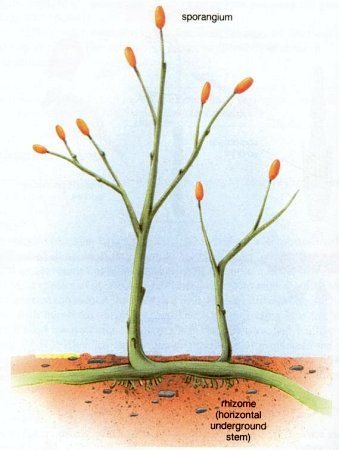 sporangium
rhizome
(horizontal
underground
stem)